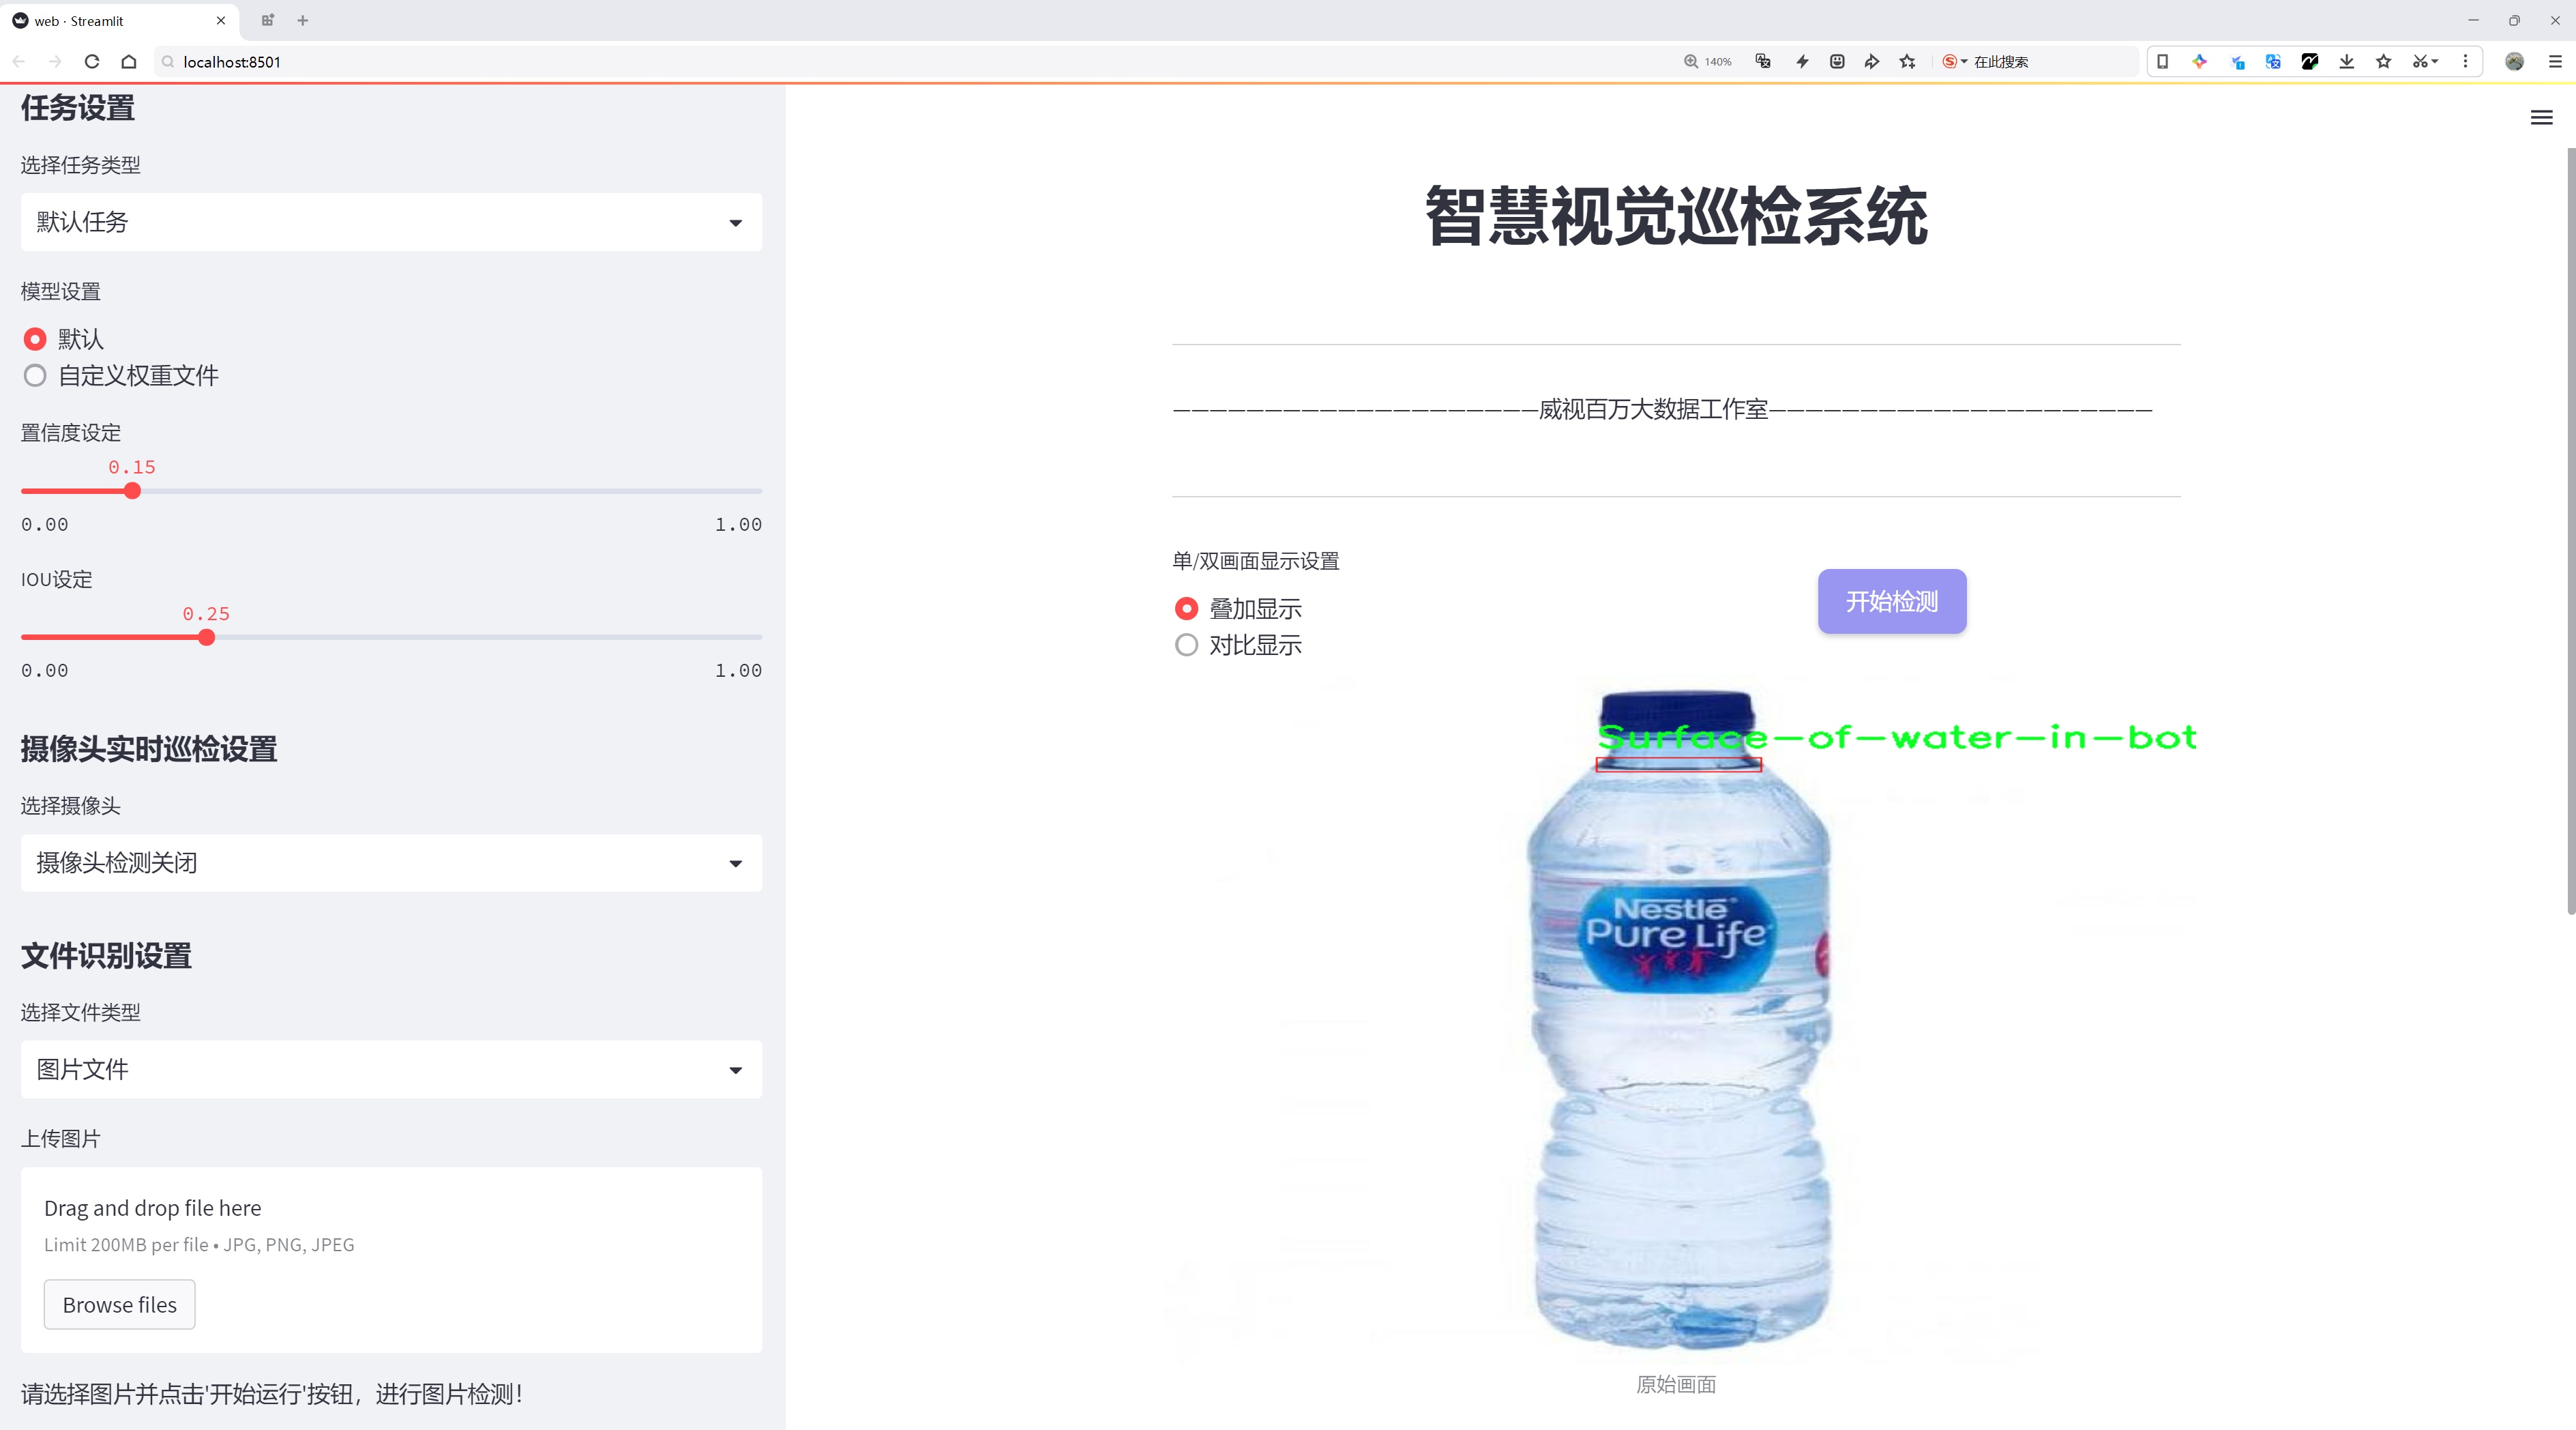 web · Streamlit
localhost:8501
140%
在此搜索
任务设置
选择任务类型
默认任务
模型设置
默认
自定义权重文件
置信度设定
0.15
0.00
1.00
IOU设定
0.25
0.00
1.00
摄像头实时巡检设置
选择摄像头
摄像头检测关闭
文件识别设置
选择文件类型
图片文件
上传图片
Drag and drop file here
Limit 200MB per file • JPG, PNG, JPEG
Browse files
请选择图片并点击'开始运行'按钮，进行图片检测！
智慧视觉巡检系统
—————————————————————威视百万大数据工作室—————————————————————
单/双画面显示设置
叠加显示
对比显示
开始检测
Surface-of-water-in-bot
Nestlé
Pure Life
原始画面